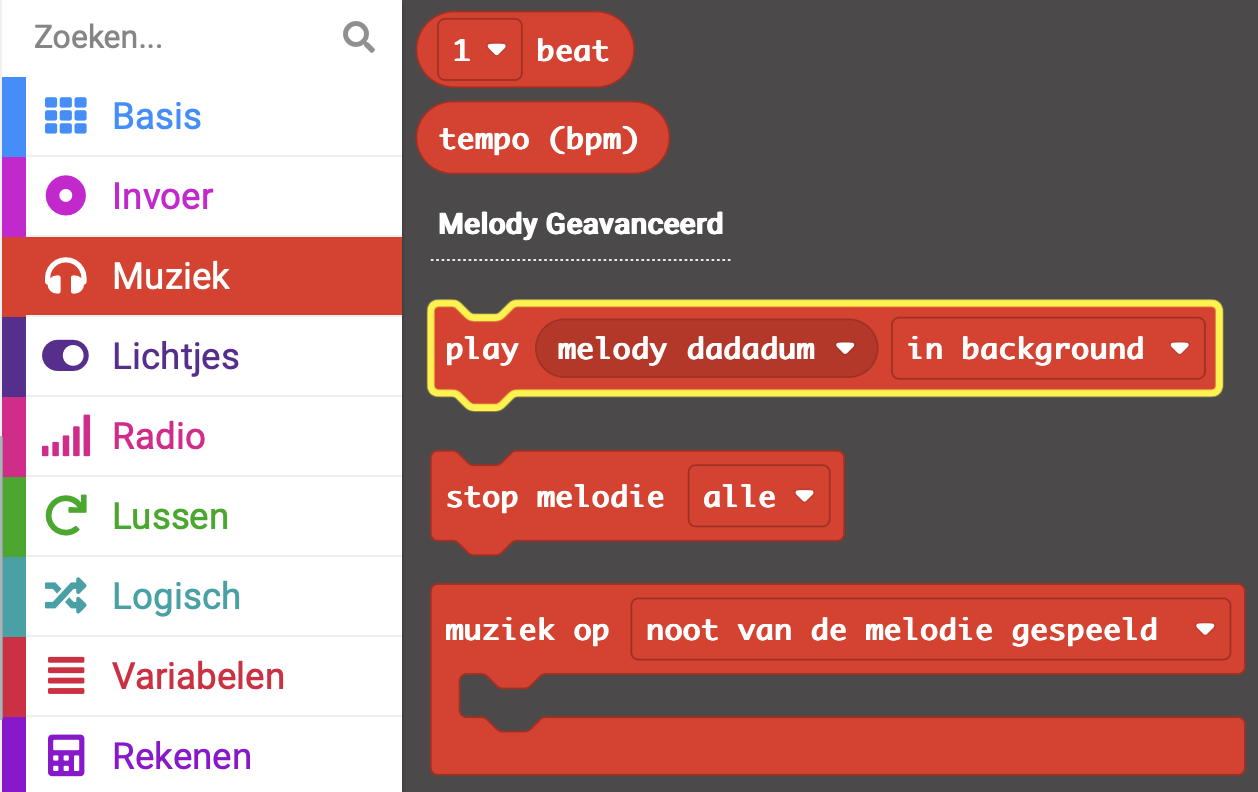 Zoeken...
Basis
Invoer
Muziek
Lichtjes
Radio
Lussen
Logisch
Variabelen
Rekenen
1 beat
tempo (bpm)
Melody Geavanceerd
play melody dadadum in background
stop melodie alle
muziek op noot van de melodie gespeeld